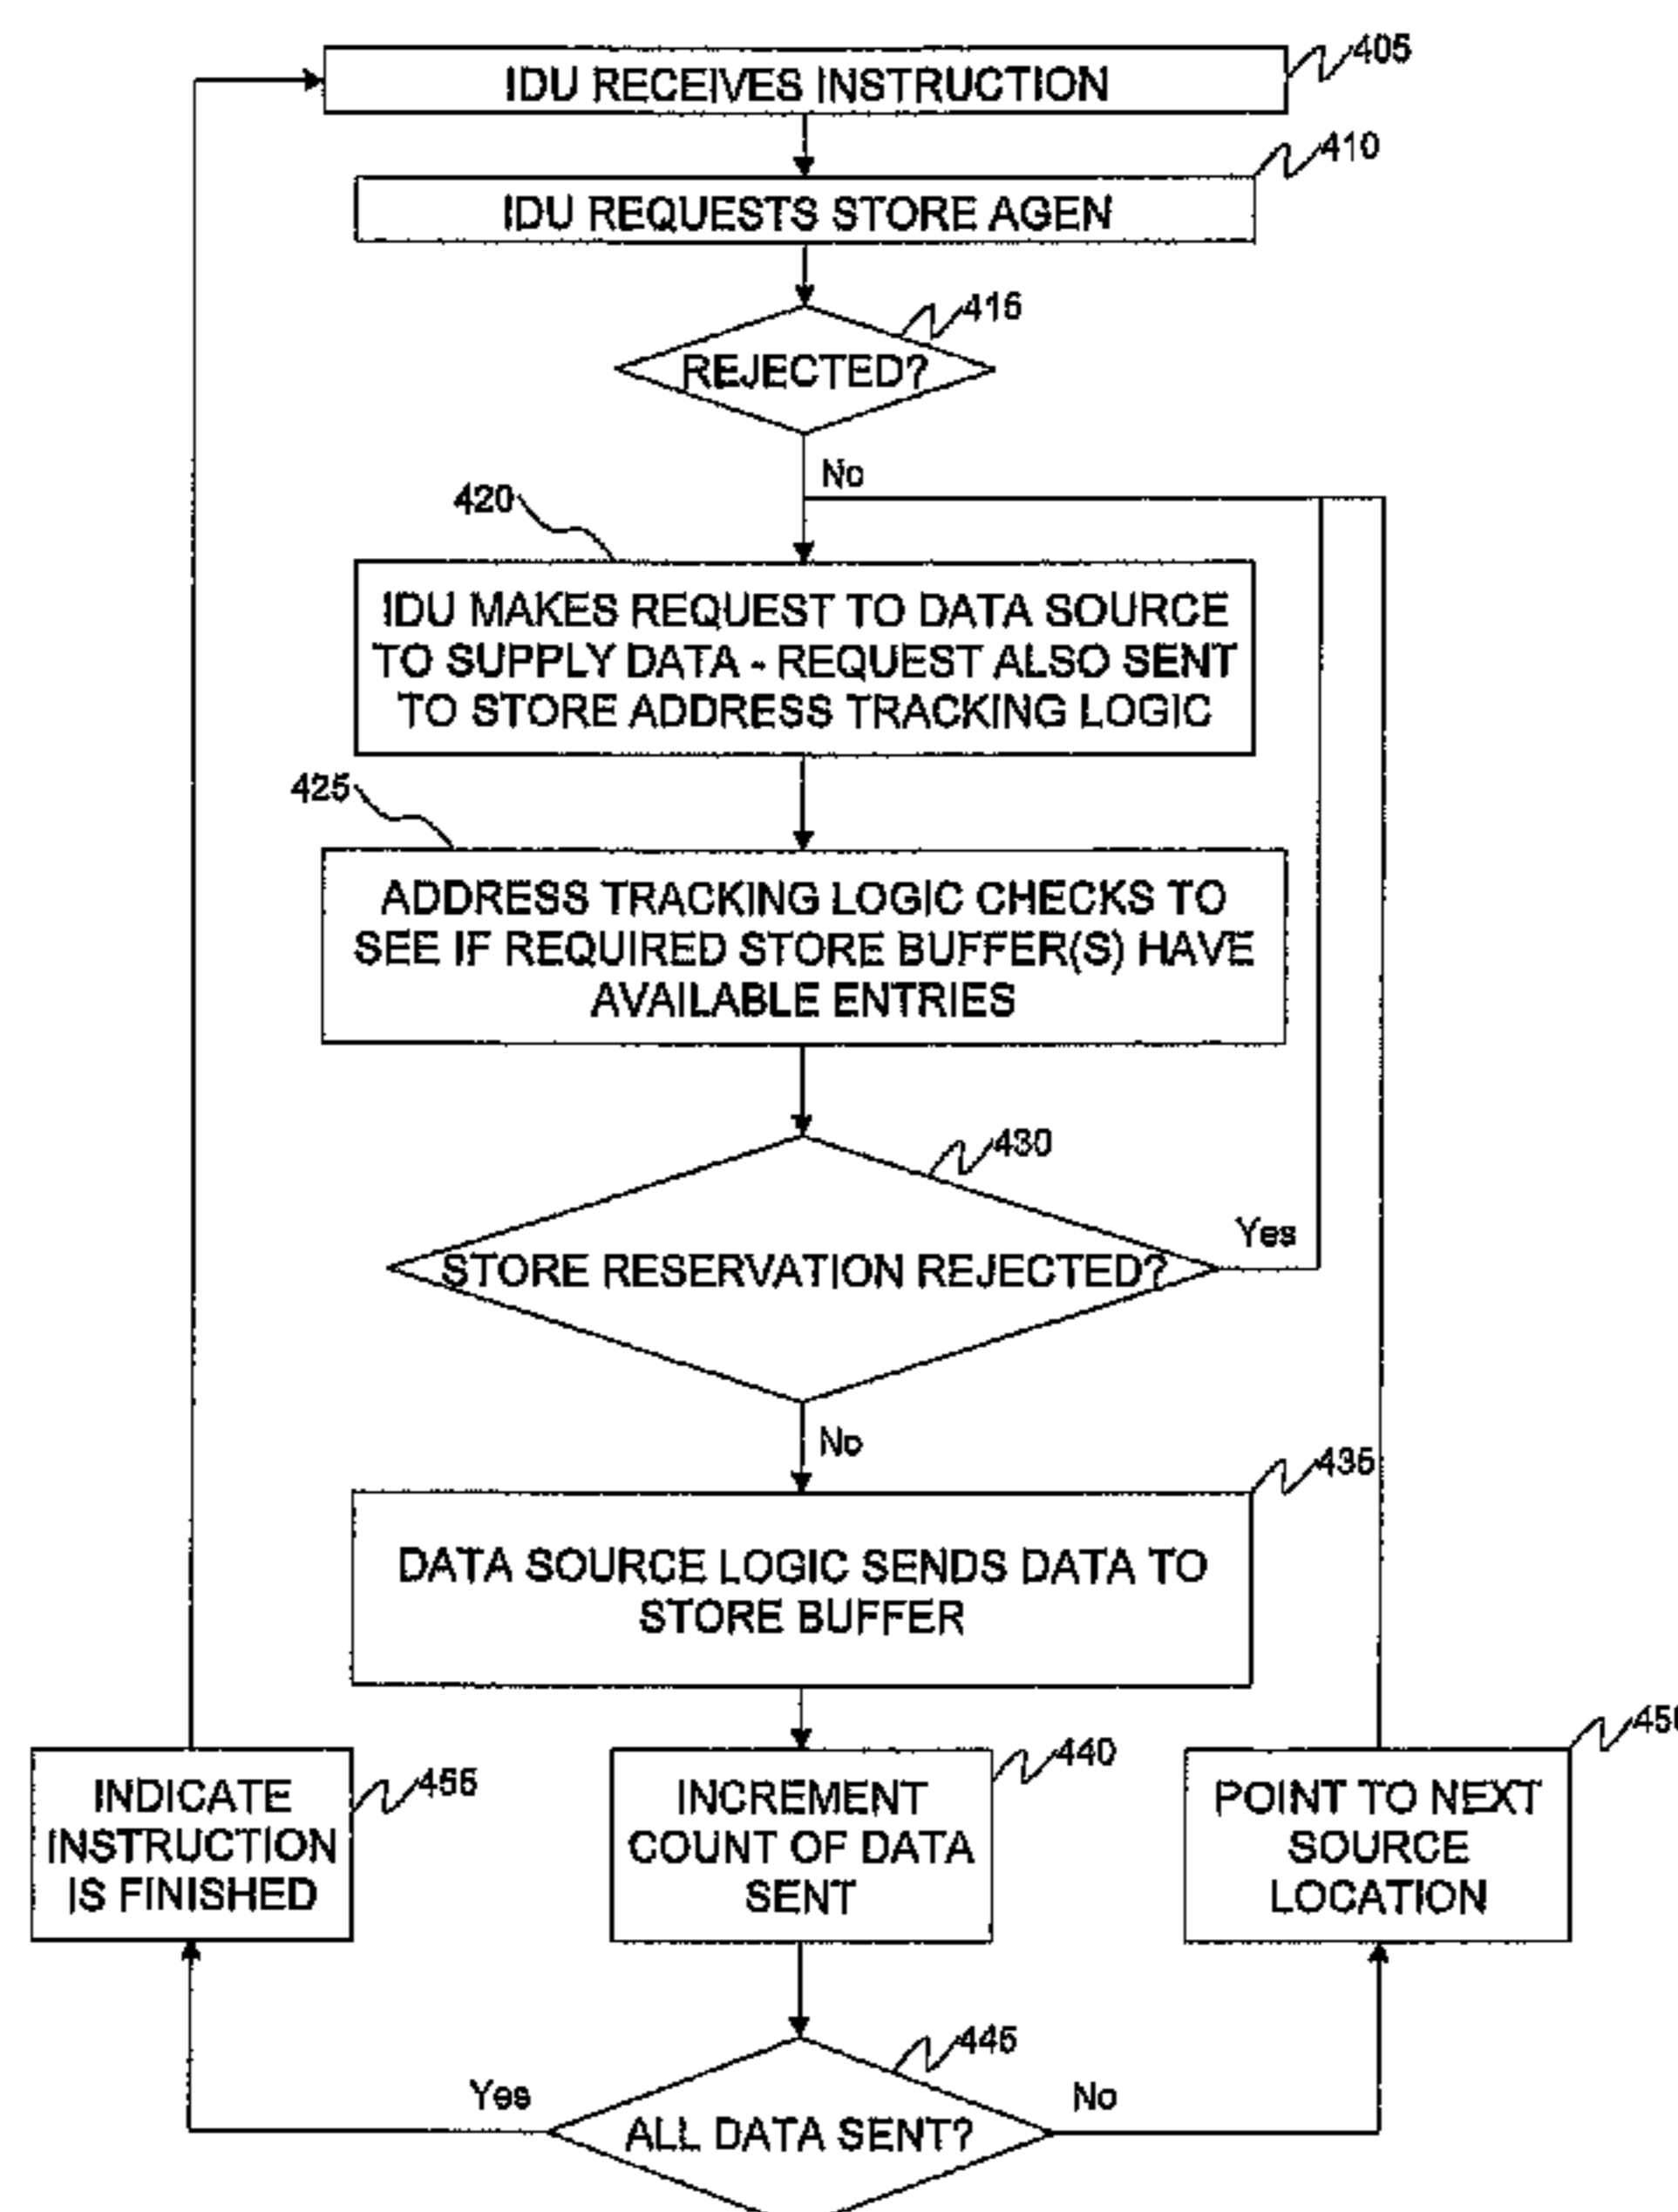 IDU RECEIVES INSTRUCTION
405
410
IDU REQUESTS STORE AGEN
415
REJECTED?
No
420
IDU MAKES REQUEST TO DATA SOURCE
TO SUPPLY DATA - REQUEST ALSO SENT
TO STORE ADDRESS TRACKING LOGIC
425
ADDRESS TRACKING LOGIC CHECKS TO
SEE IF REQUIRED STORE BUFFER(S) HAVE
AVAILABLE ENTRIES
430
Yes
STORE RESERVATION REJECTED?
No
435
DATA SOURCE LOGIC SENDS DATA TO
STORE BUFFER
455
INDICATE
INSTRUCTION
IS FINISHED
440
INCREMENT
COUNT OF DATA
SENT
450
POINT TO NEXT
SOURCE
LOCATION
445
Yes
No
ALL DATA SENT?